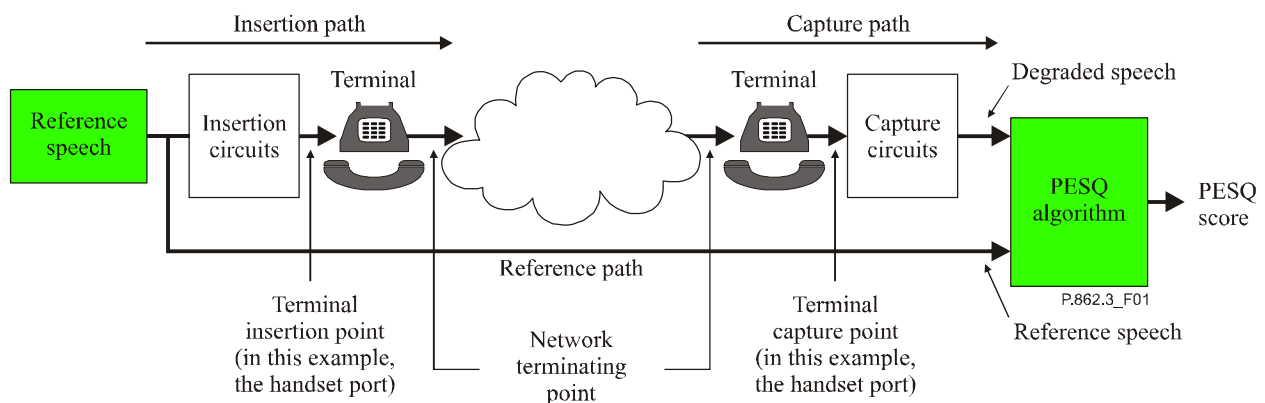 Insertion path
Capture path
Terminal
Terminal
Degraded speech
Reference
speech
Insertion
circuits
Capture
circuits
PESQ
algorithm
PESQ
score
Reference path
P.862.3_F01
Reference speech
Terminal
insertion point
(in this example,
the handset port)
Network
terminating
point
Terminal
capture point
(in this example,
the handset port)